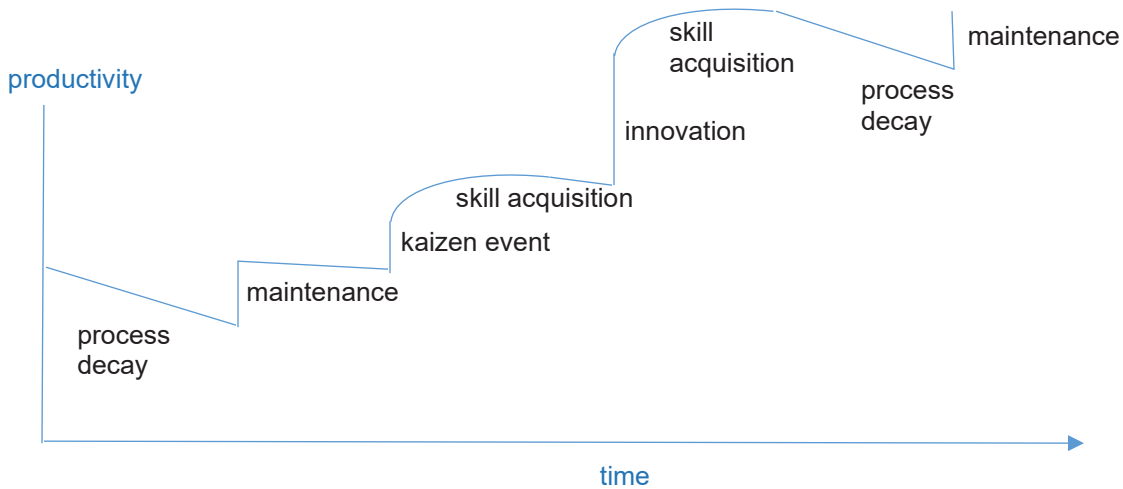 skill
acquisition
maintenance
productivity
process
decay
innovation
skill acquisition
kaizen event
maintenance
process
decay
time